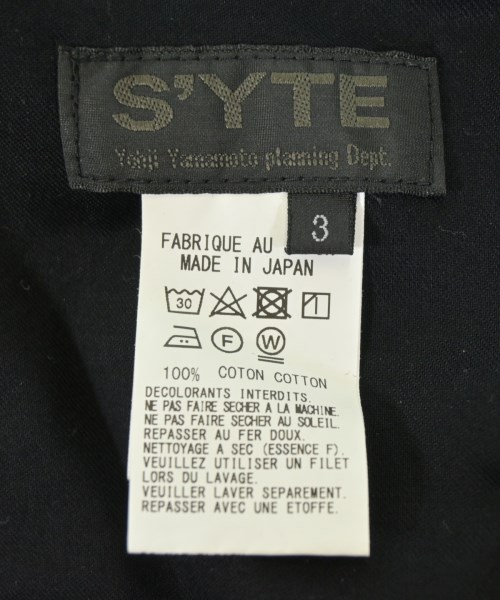 S'YTE
Yohji Yamamoto planning Dept.
3
FABRIQUE AU
MADE IN JAPAN
30
F W
100% COTON COTTON
DECOLORANTS INTERDITS.
NE PAS FAIRE SECHER A LA MACHINE.
NE PAS FAIRE SECHER AU SOLEIL.
REPASSER AU FER DOUX.
NETTOYAGE A SEC (ESSENCE F).
VEUILLEZ UTILISER UN FILET
LORS DU LAVAGE.
VEUILLER LAVER SEPAREMENT.
REPASSER AVEC UNE ETOFFE.